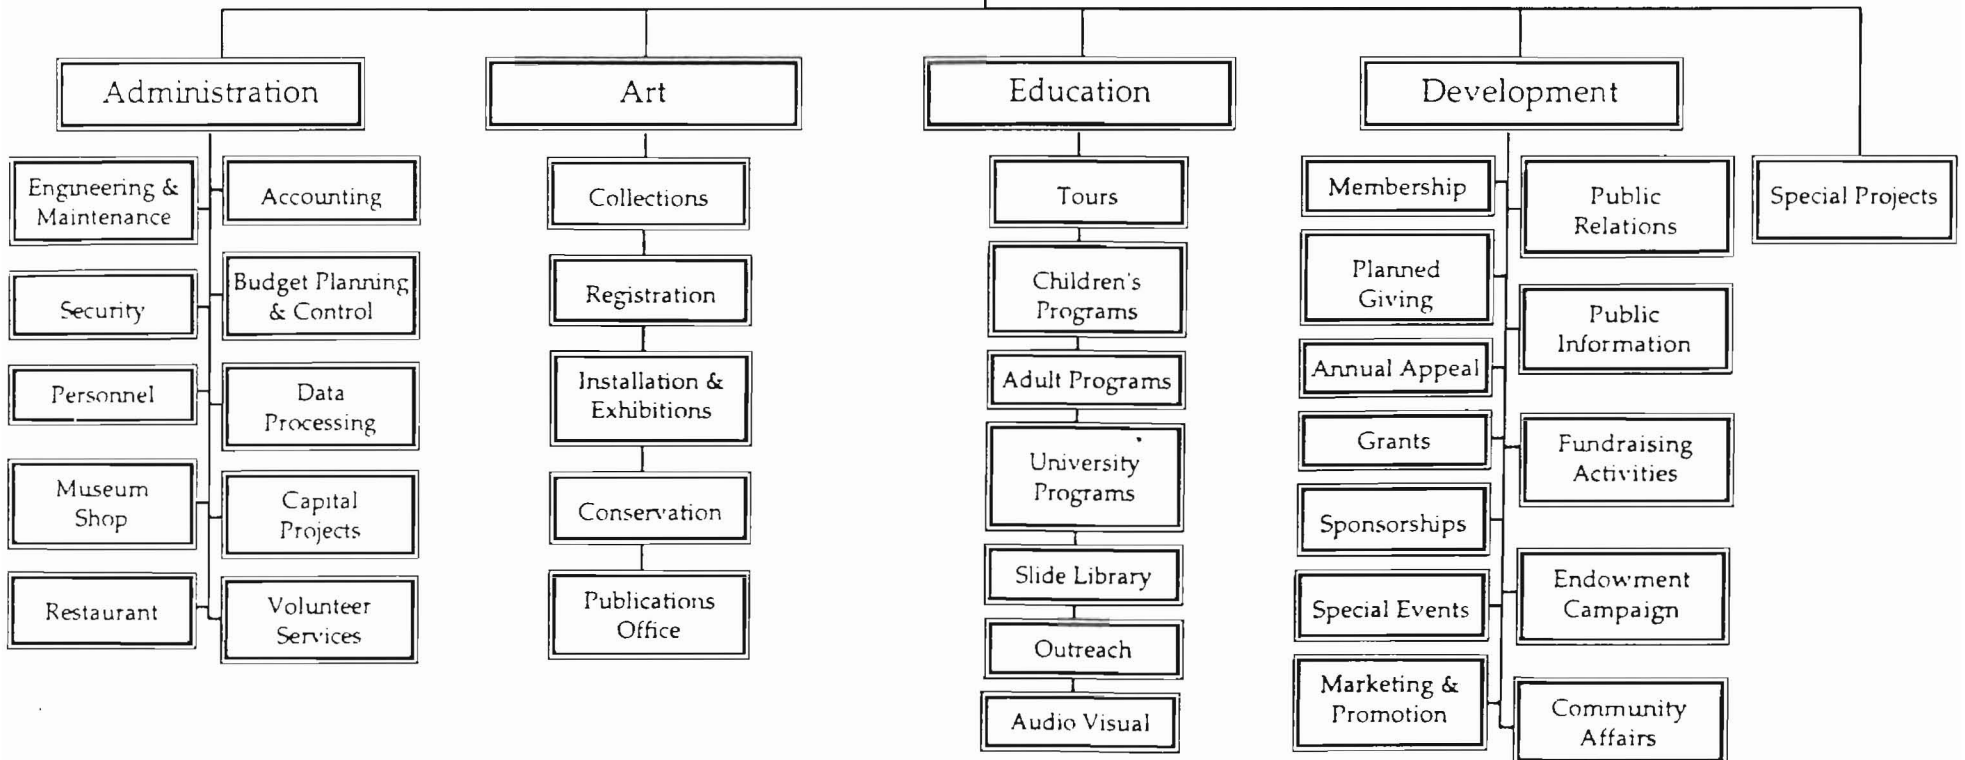 Administration
Engineering &
Maintenance
Accounting
Security
Budget Planning
& Control
Personnel
Data
Processing
Museum
Shop
Capital
Projects
Restaurant
Volunteer
Services
Art
Collections
Registration
Installation &
Exhibitions
Conservation
Publications
Office
Education
Tours
Children's
Programs
Adult Programs
University
Programs
Slide Library
Outreach
Audio Visual
Development
Membership
Public
Relations
Planned
Giving
Public
Information
Annual Appeal
Grants
Fundraising
Activities
Sponsorships
Special Events
Endowment
Campaign
Marketing &
Promotion
Community
Affairs
Special Projects